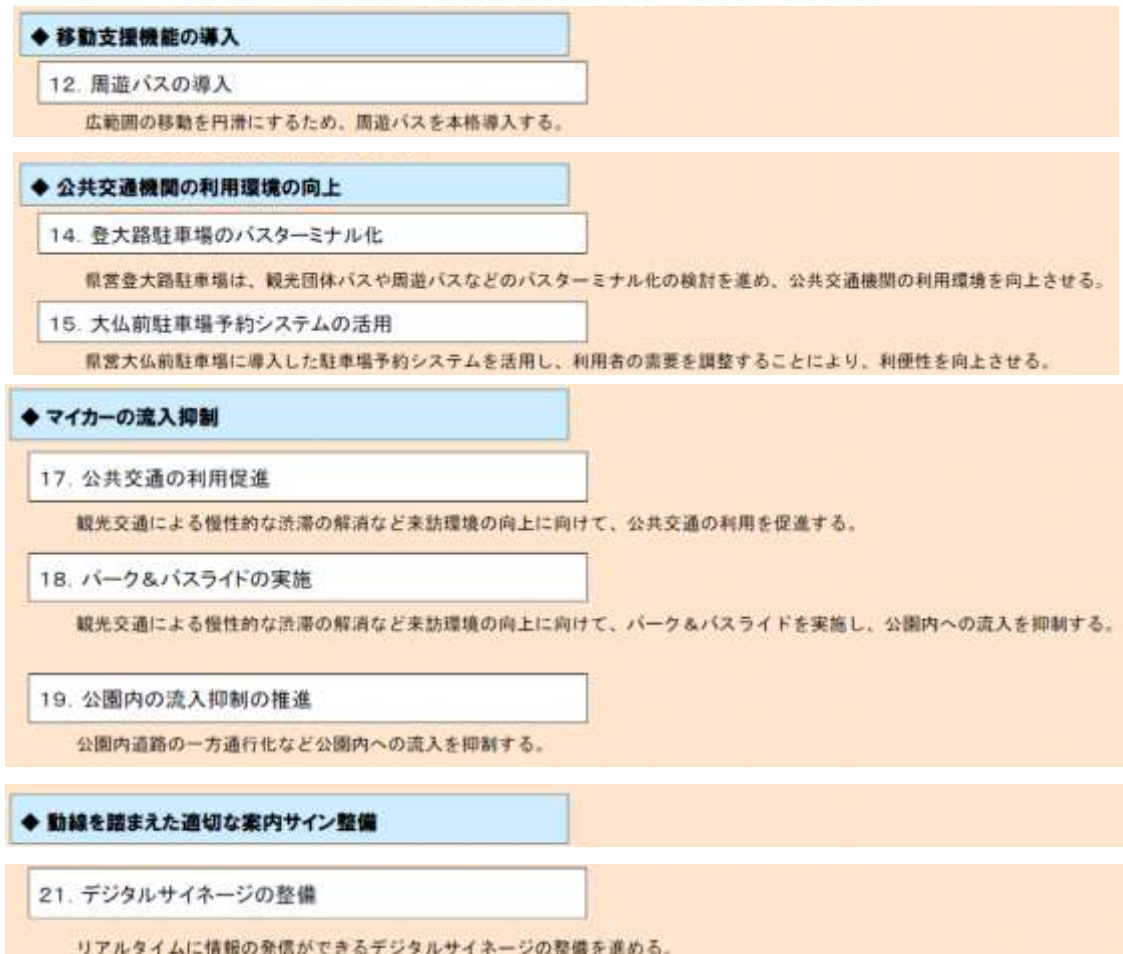 ◆ 移動支援機能の導入
12. 周遊バスの導入
広範囲の移動を円滑にするため、周遊バスを本格導入する。
◆ 公共交通機関の利用環境の向上
14. 登大路駐車場のバスターミナル化
県営登大路駐車場は、観光団体バスや周遊バスなどのバスターミナル化の検討を進め、公共交通機関の利用環境を向上させる。
15. 大仏前駐車場予約システムの活用
県営大仏前駐車場に導入した駐車場予約システムを活用し、利用者の需要を調整することにより、利便性を向上させる。
◆ マイカーの流入抑制
17. 公共交通の利用促進
観光交通による慢性的な渋滞の解消など来訪環境の向上に向けて、公共交通の利用を促進する。
18. パーク&バスライドの実施
観光交通による慢性的な渋滞の解消など来訪環境の向上に向けて、パーク&バスライドを実施し、公園内への流入を抑制する。
19. 公園内の流入抑制の推進
公園内道路の一方通行化など公園内への流入を抑制する。
◆ 動線を踏まえた適切な案内サイン整備
21. デジタルサイネージの整備
リアルタイムに情報の発信ができるデジタルサイネージの整備を進める。